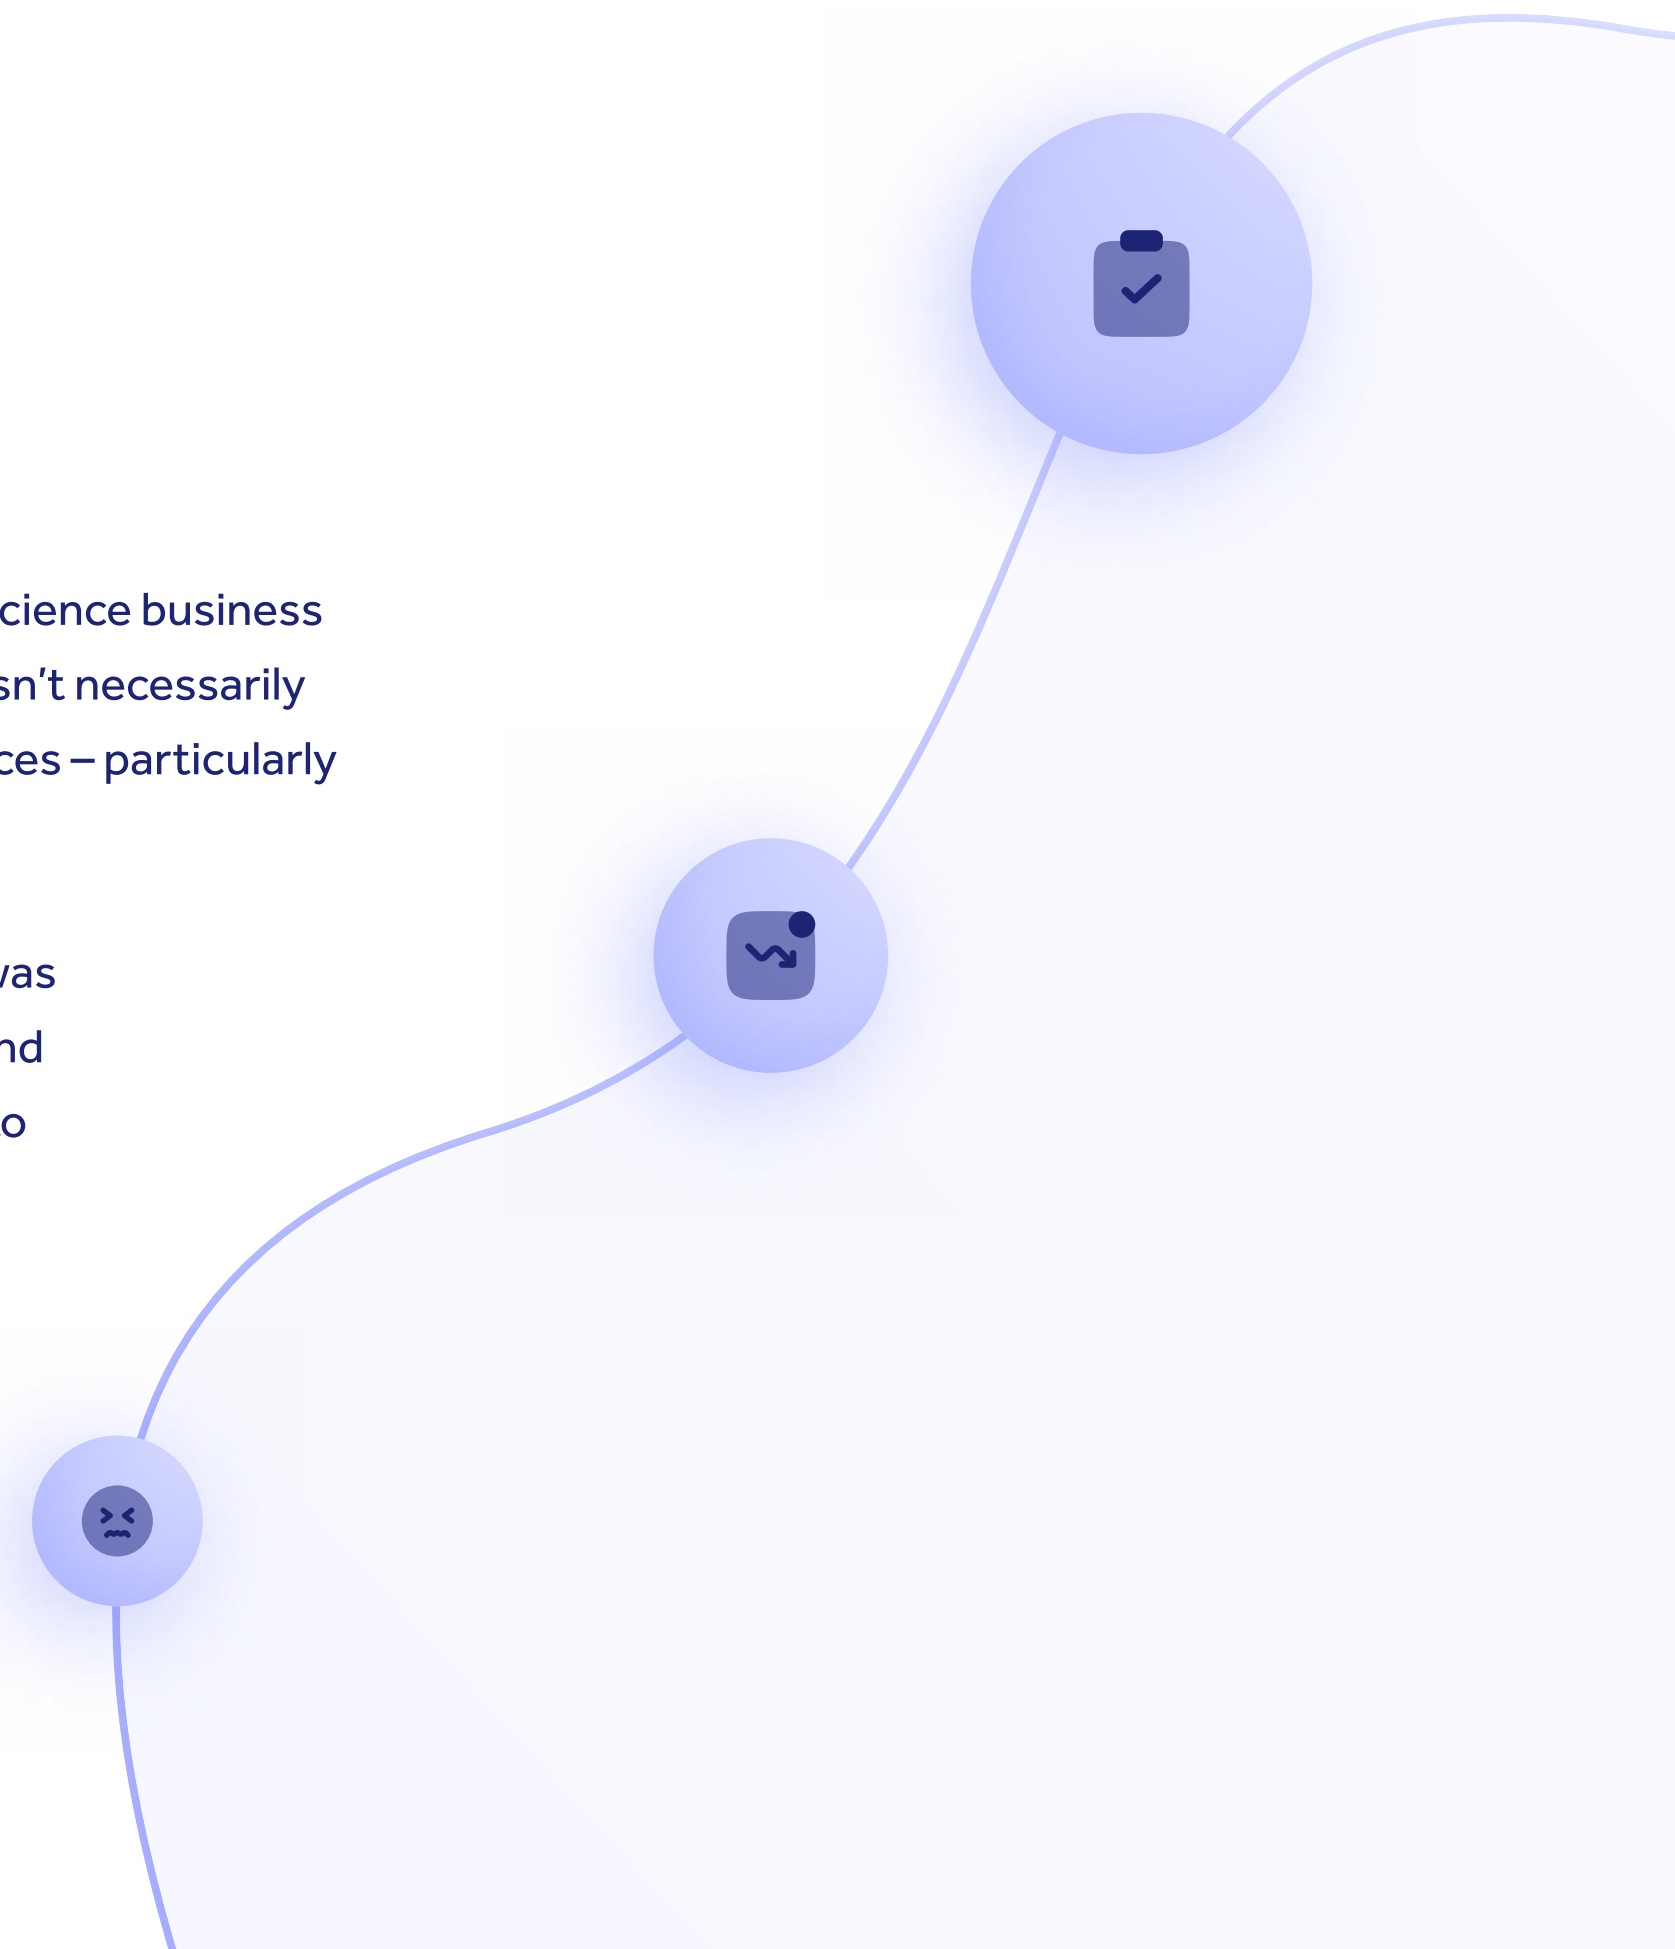 cience business
sn't necessarily
ces – particularly
vas
nd
o